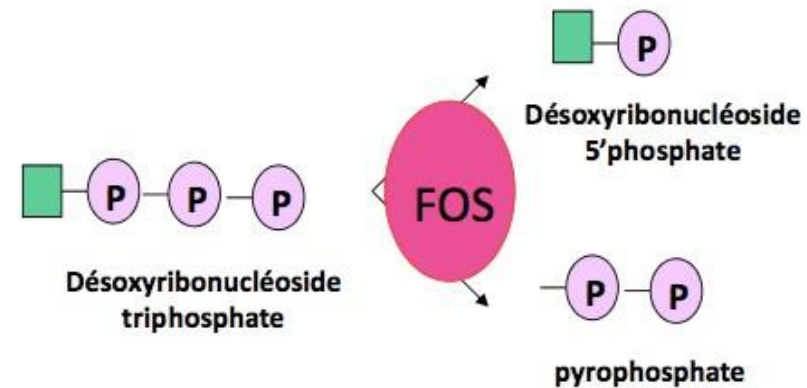 P
Désoxyribonucléoside
5'phosphate
P P P
FOS
Désoxyribonucléoside
triphosphate
P P
pyrophosphate